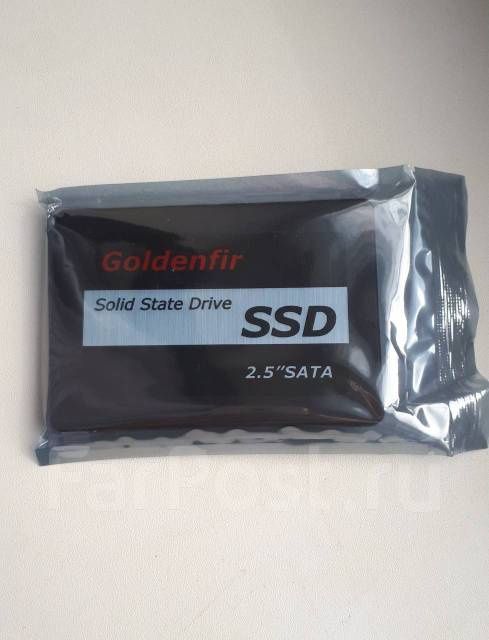 Goldenfir
Solid State Drive
SSD
2.5"SATA
FarPost.ru